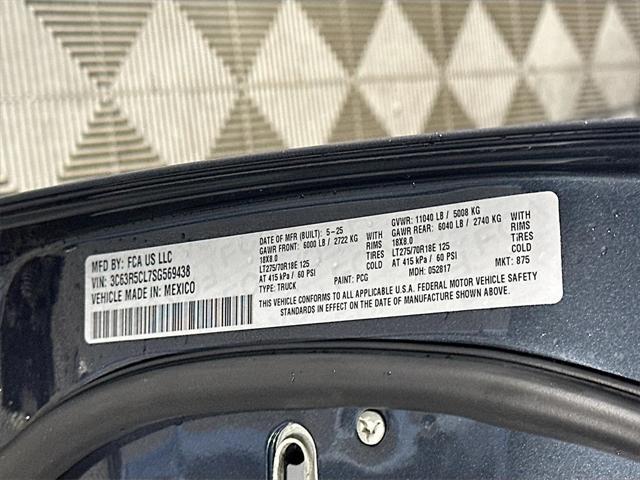 MFD BY: FCA US LLC
VIN: 3C63R5CL7SG569438
VEHICLE MADE IN: MEXICO
DATE OF MFR (BUILT): 5-25
GAWR FRONT: 6000 LB / 2722 KG WITH
18X8.0 RIMS
LT275/70R18E 125 TIRES
AT 415 kPa / 60 PSI COLD
TYPE: TRUCK PAINT: PCG
GVWR: 11040 LB / 5008 KG
GAWR REAR: 6040 LB / 2740 KG WITH
18X8.0 RIMS
LT275/70R18E 125 TIRES
AT 415 kPa / 60 PSI COLD
MDH: 052817 MKT: 875
THIS VEHICLE CONFORMS TO ALL APPLICABLE U.S.A. FEDERAL MOTOR VEHICLE SAFETY
STANDARDS IN EFFECT ON THE DATE OF MANUFACTURE SHOWN ABOVE.